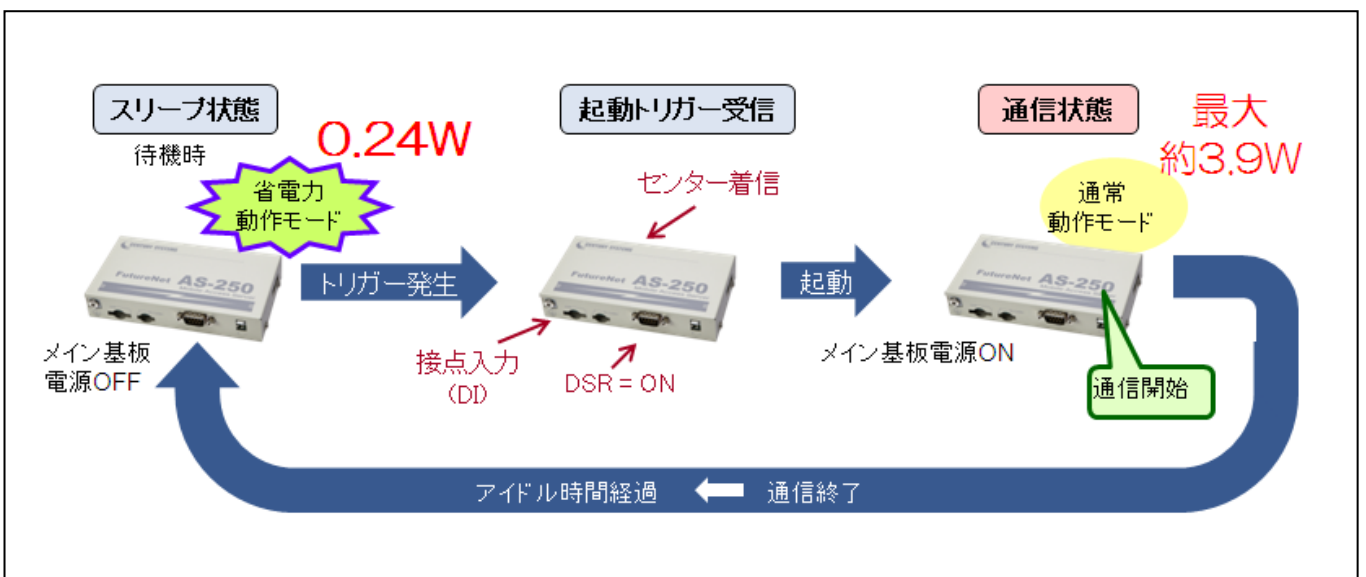 スリープ状態
待機時
0.24W
省電力
動作モード
FutureNet AS-250
メイン基板
電源OFF
トリガー発生
起動トリガー受信
センター着信
FutureNet AS-250
接点入力
(DI)
DSR = ON
起動
通信状態
最大
約3.9W
通常
動作モード
FutureNet AS-250
メイン基板電源ON
通信開始
アイドル時間経過 ← 通信終了